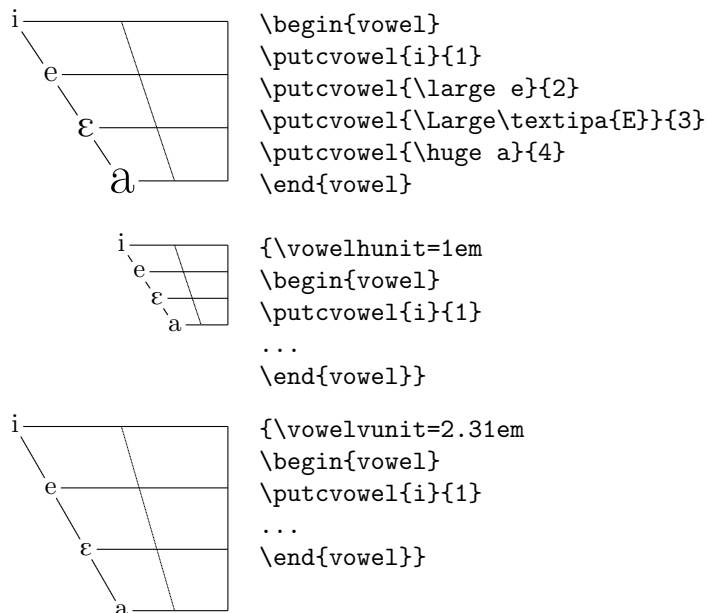 i
e
ɛ
a
\begin{vowel}
\putcvowel{i}{1}
\putcvowel{\large e}{2}
\putcvowel{\Large\textipa{E}}{3}
\putcvowel{\huge a}{4}
\end{vowel}
i
e
ɛ
a
{\vowelhunit=1em
\begin{vowel}
\putcvowel{i}{1}
...
\end{vowel}}
i
e
ɛ
a
{\vowelvunit=2.31em
\begin{vowel}
\putcvowel{i}{1}
...
\end{vowel}}